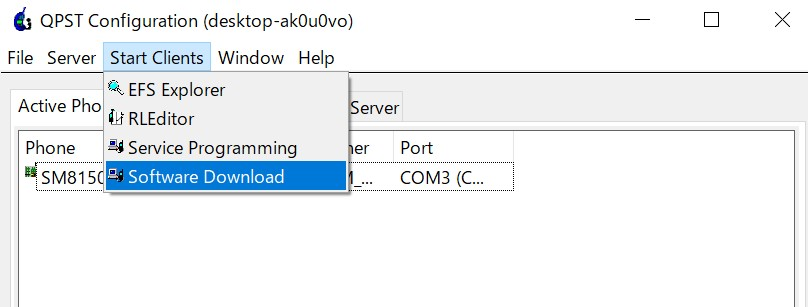 QPST Configuration (desktop-ak0u0vo)
File Server Start Clients Window Help
EFS Explorer
Active Pho Server
RLEditor
Phone Service Programming ner Port
SM8150 Software Download M_... COM3 (C...